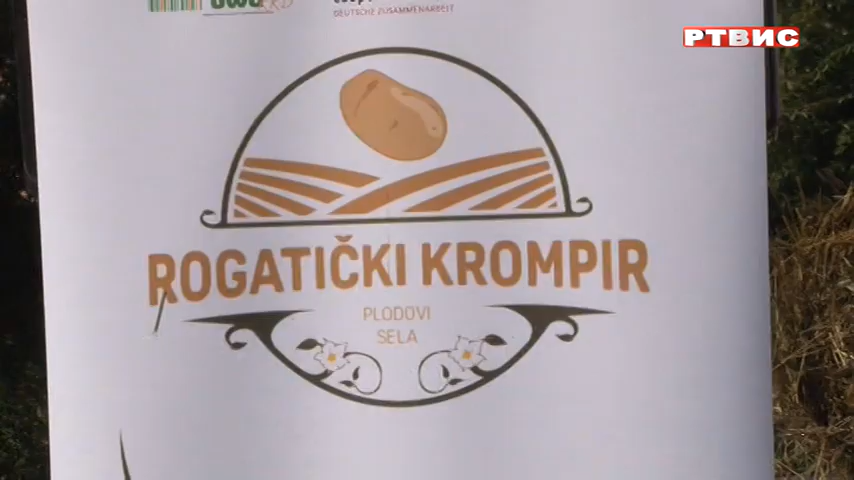 DEUTSCHE ZUSAMMENARBEIT
РТВИС
ROGATIČKI KROMPIR
PLODOVI
SELA